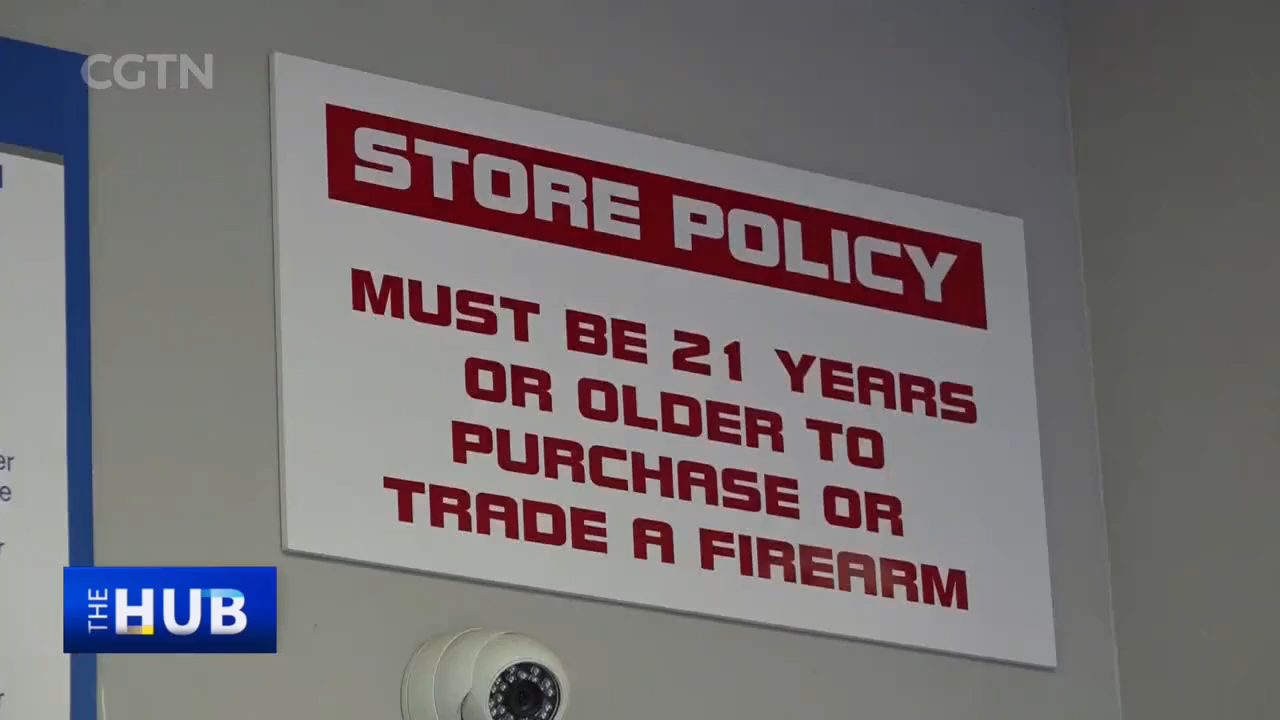 CGTN
STORE POLICY
MUST BE 21 YEARS
OR OLDER TO
PURCHASE OR
TRADE A FIREARM
THE HUB